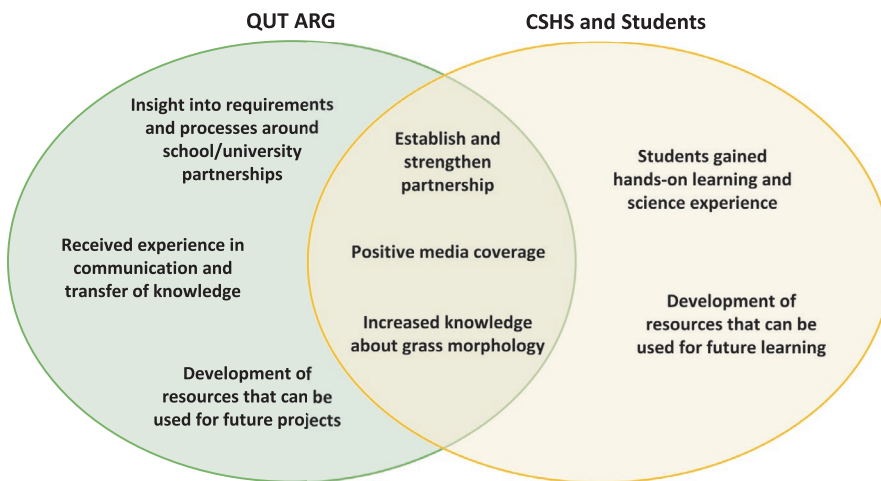 QUT ARG
CSHS and Students
Insight into requirements
and processes around
school/university
partnerships
Received experience in
communication and
transfer of knowledge
Development of
resources that can be
used for future projects
Establish and
strengthen
partnership
Positive media coverage
Increased knowledge
about grass morphology
Students gained
hands-on learning and
science experience
Development of
resources that can be
used for future learning